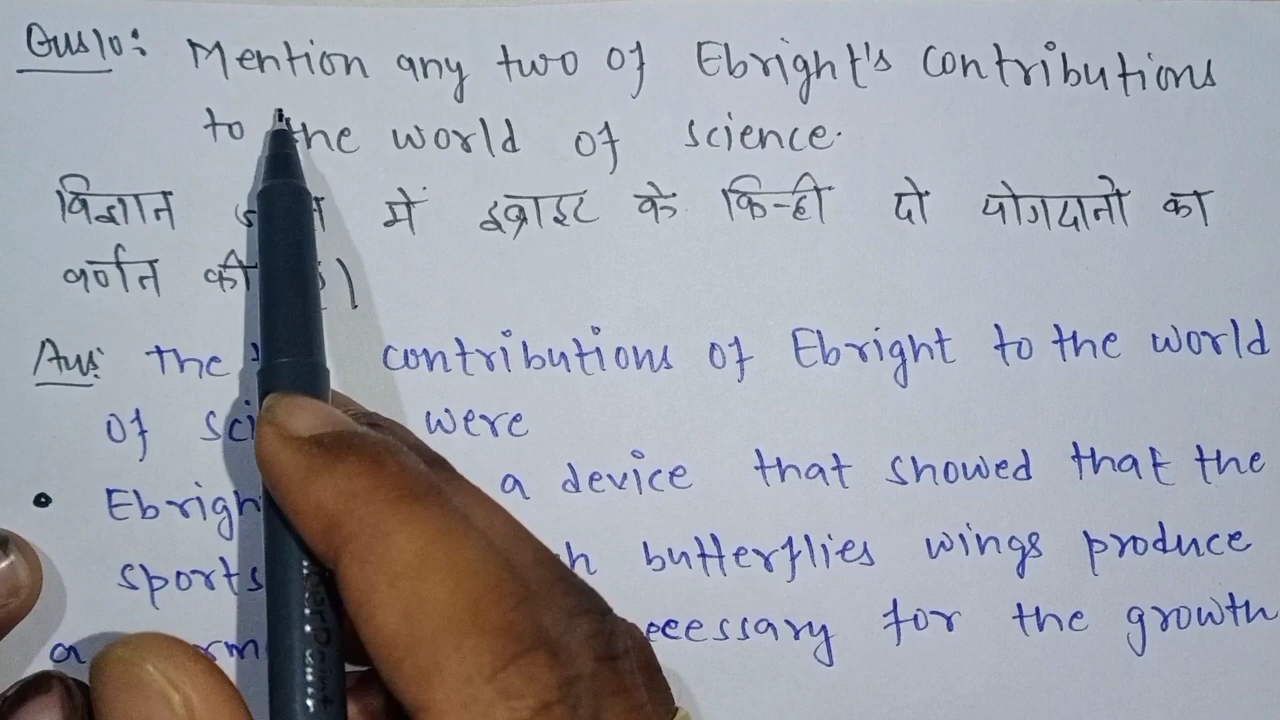 Ques10: Mention any two of Ebright's contributions
to the world of science.
विज्ञान में इब्राइट के किन्ही दो योगदानो का
वर्णन की
Ans: The contributions of Ebright to the world
of sci were
• Ebrigh a device that showed that the
sports butterflies wings produce
a ecessary for the growth